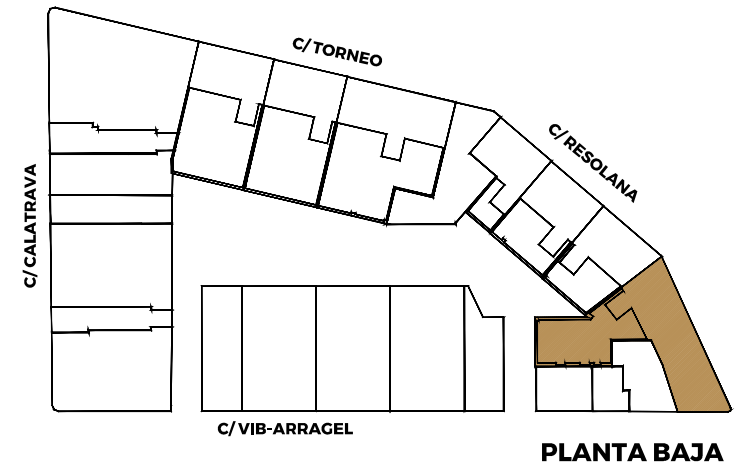 C/ TORNEO
C/ RESOLANA
C/ CALATRAVA
C/ VIB-ARRAGEL
PLANTA BAJA